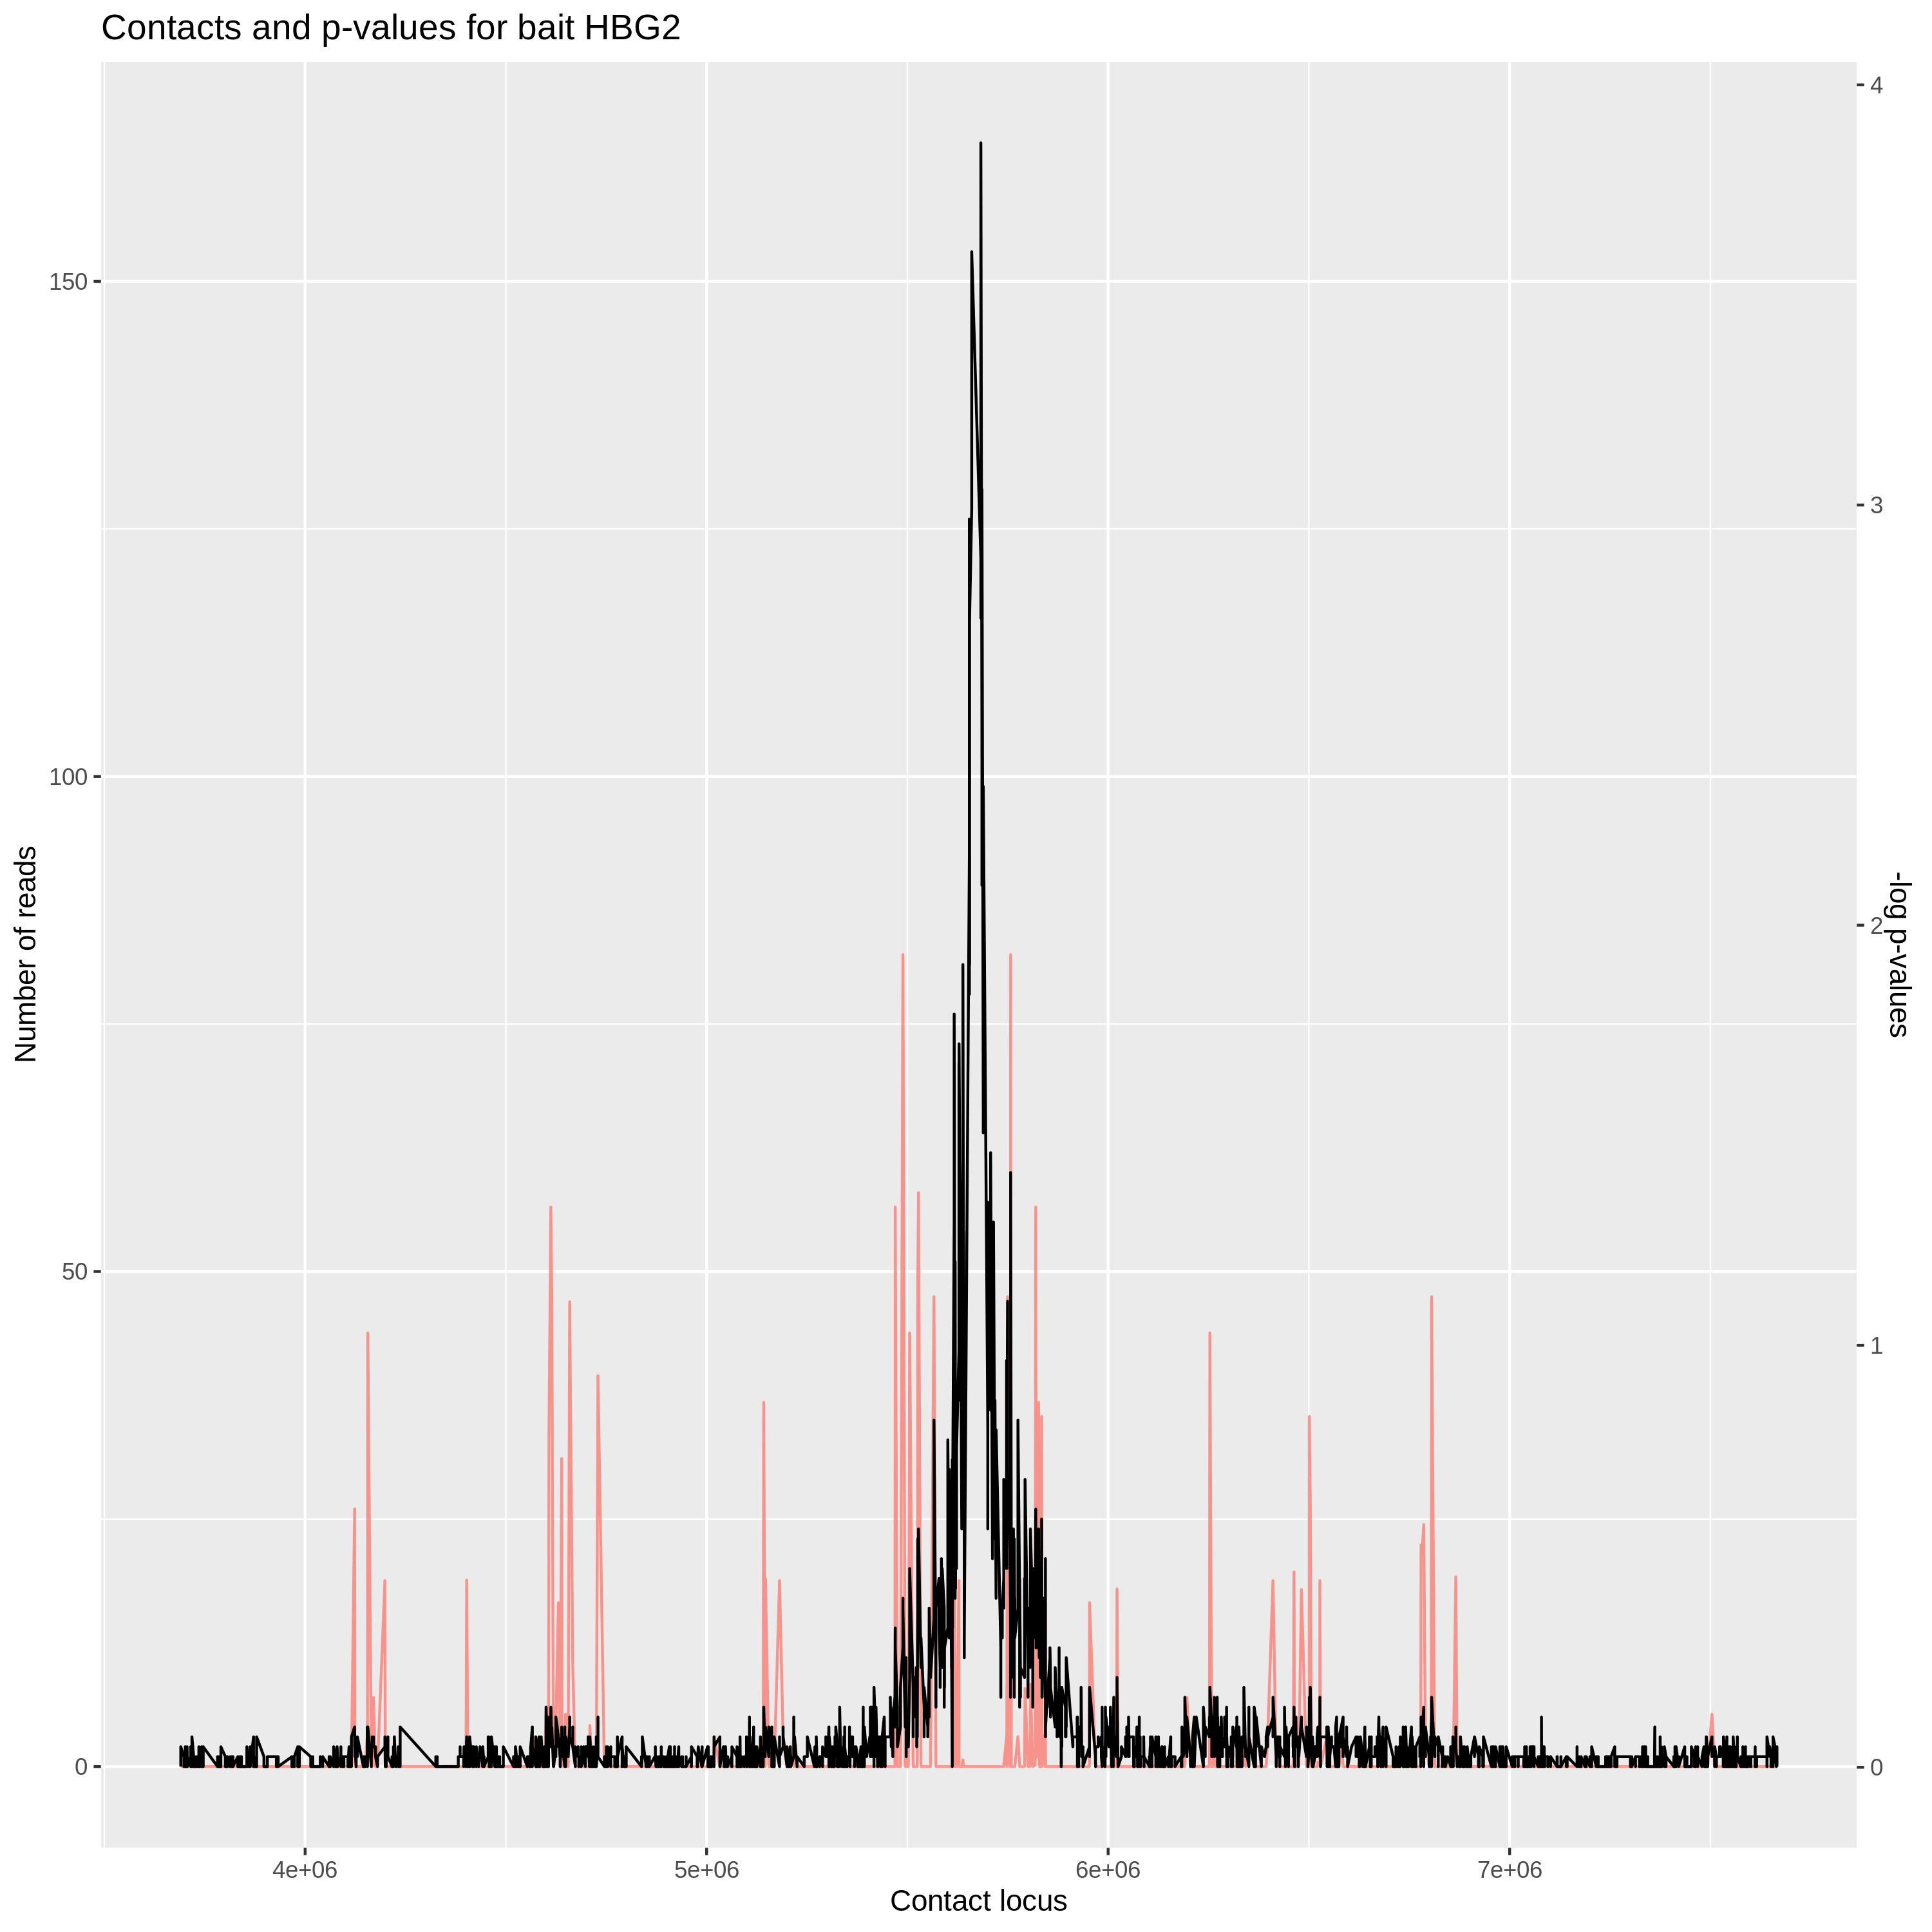 Contacts and p-values for bait HBG2
150
100
50
0
Number of reads
4
3
2
1
0
-log p-values
4e+06
5e+06
6e+06
7e+06
Contact locus